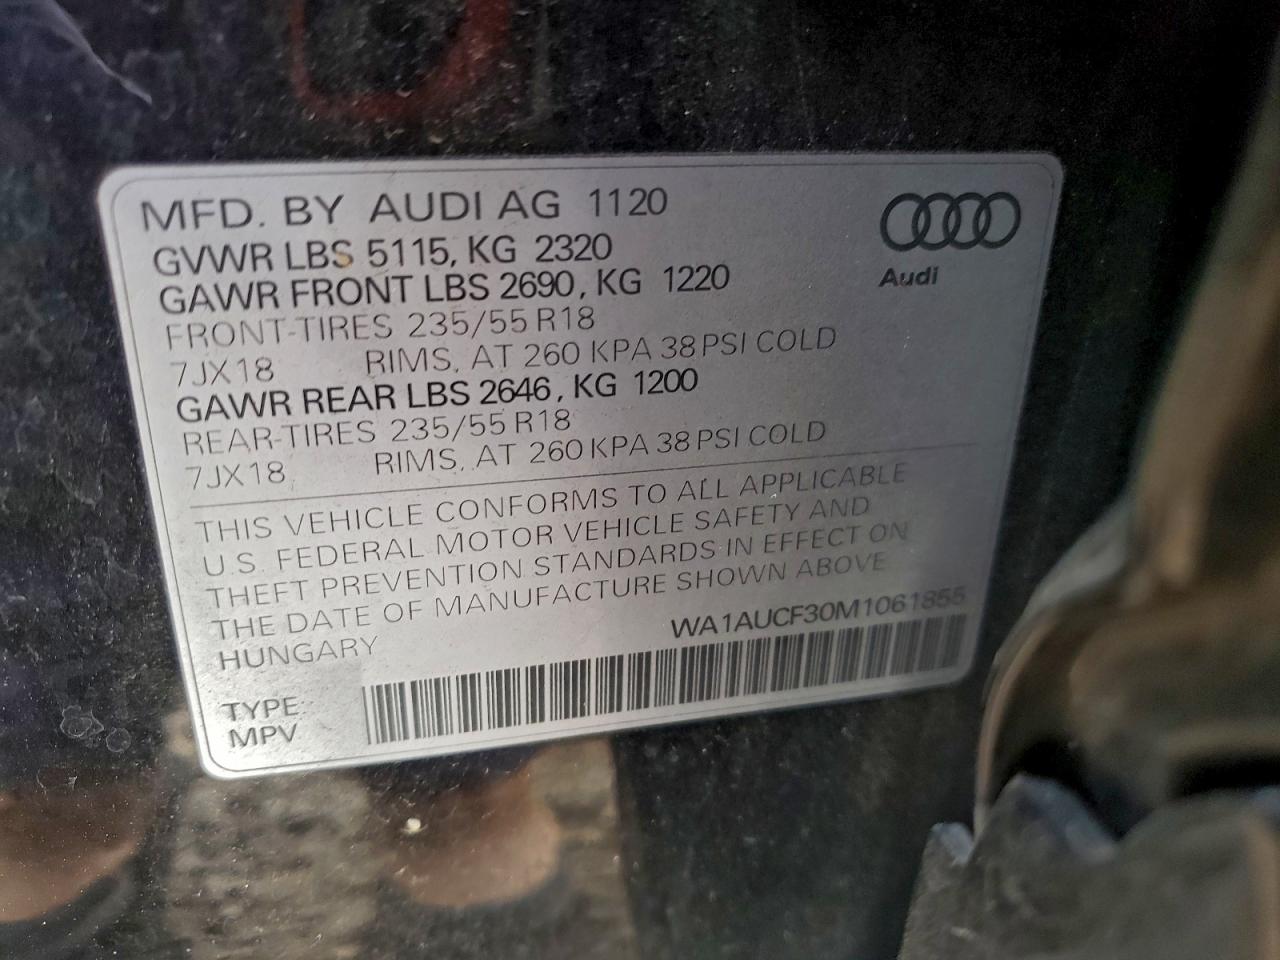 MFD. BY AUDI AG 1120
GVWR LBS 5115, KG 2320
GAWR FRONT LBS 2690, KG 1220
FRONT-TIRES 235/55 R18
7JX18 RIMS, AT 260 KPA 38 PSI COLD
GAWR REAR LBS 2646, KG 1200
REAR-TIRES 235/55 R18
7JX18 RIMS, AT 260 KPA 38 PSI COLD
Audi
THIS VEHICLE CONFORMS TO ALL APPLICABLE
U.S. FEDERAL MOTOR VEHICLE SAFETY AND
THEFT PREVENTION STANDARDS IN EFFECT ON
THE DATE OF MANUFACTURE SHOWN ABOVE
HUNGARY WA1AUCF30M1061855
TYPE:
MPV